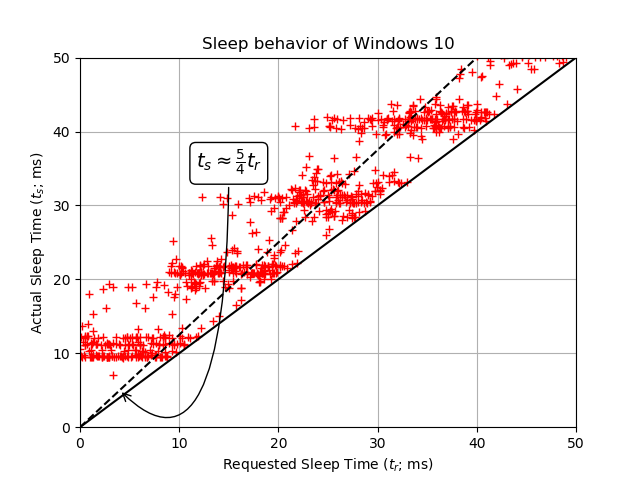 Sleep behavior of Windows 10
50
40
30
20
10
0
Actual Sleep Time (tₛ; ms)
tₛ ≈ 5/4 tᵣ
0 10 20 30 40 50
Requested Sleep Time (tᵣ; ms)